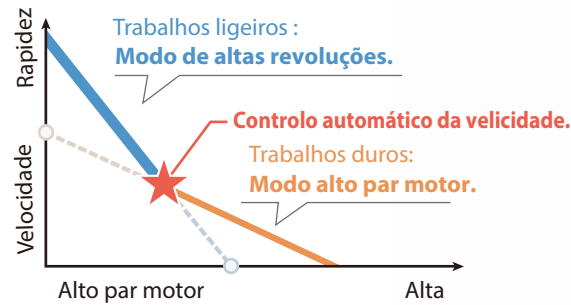 Rapidez
Velocidade
Trabalhos ligeiros :
Modo de altas revoluções.
Controlo automático da velicidade.
Trabalhos duros:
Modo alto par motor.
Alto par motor
Alta